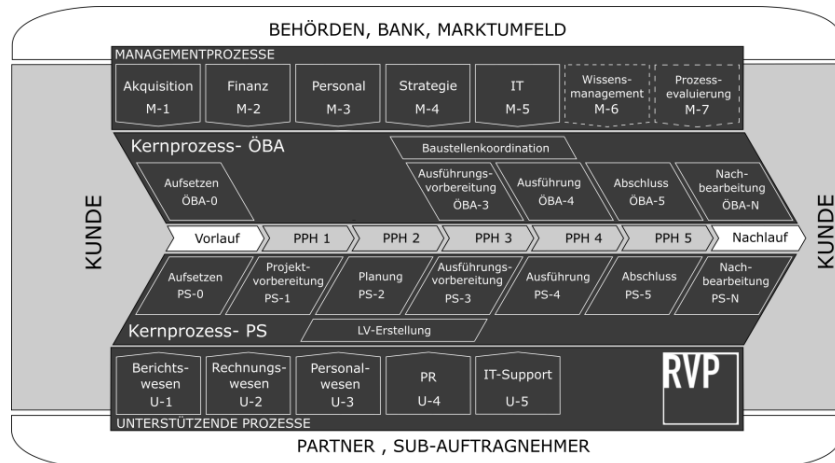 BEHÖRDEN, BANK, MARKTUMFELD
MANAGEMENTPROZESSE
Akquisition
M-1
Finanz
M-2
Personal
M-3
Strategie
M-4
IT
M-5
Wissens-
management
M-6
Prozess-
evaluierung
M-7
KUNDE
Kernprozess- ÖBA
Baustellenkoordination
Aufsetzen
ÖBA-0
Ausführungs-
vorbereitung
ÖBA-3
Ausführung
ÖBA-4
Abschluss
ÖBA-5
Nach-
bearbeitung
ÖBA-N
Vorlauf
PPH 1
PPH 2
PPH 3
PPH 4
PPH 5
Nachlauf
Aufsetzen
PS-0
Projekt-
vorbereitung
PS-1
Planung
PS-2
Ausführungs-
vorbereitung
PS-3
Ausführung
PS-4
Abschluss
PS-5
Nach-
bearbeitung
PS-N
Kernprozess- PS
LV-Erstellung
KUNDE
Berichts-
wesen
U-1
Rechnungs-
wesen
U-2
Personal-
wesen
U-3
PR
U-4
IT-Support
U-5
RVP
UNTERSTÜTZENDE PROZESSE
PARTNER , SUB-AUFTRAGNEHMER